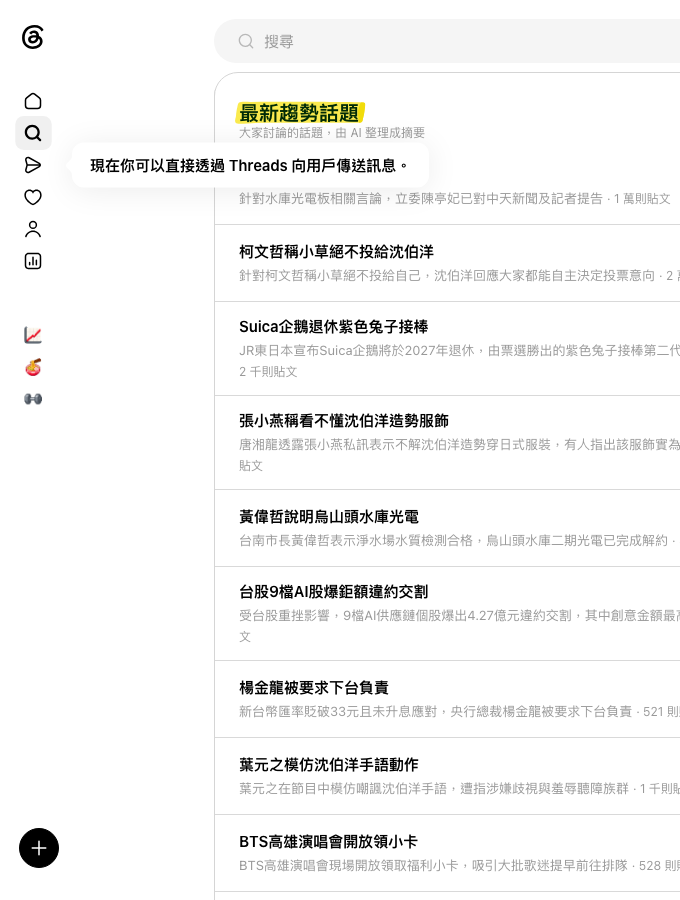 搜尋
最新趨勢話題
大家討論的話題，由 AI 整理成摘要
現在你可以直接透過 Threads 向用戶傳送訊息。
針對水庫光電板相關言論，立委陳亭妃已對中天新聞及記者提告 · 1 萬則貼文
柯文哲稱小草絕不投給沈伯洋
針對柯文哲稱小草絕不投給自己，沈伯洋回應大家都能自主決定投票意向 · 2
Suica企鵝退休紫色兔子接棒
JR東日本宣布Suica企鵝將於2027年退休，由票選勝出的紫色兔子接棒第二代
2 千則貼文
張小燕稱看不懂沈伯洋造勢服飾
唐湘龍透露張小燕私訊表示不解沈伯洋造勢穿日式服裝，有人指出該服飾實為
貼文
黃偉哲說明烏山頭水庫光電
台南市長黃偉哲表示淨水場水質檢測合格，烏山頭水庫二期光電已完成解約 ·
台股9檔AI股爆鉅額違約交割
受台股重挫影響，9檔AI供應鏈個股爆出4.27億元違約交割，其中創意金額最高
文
楊金龍被要求下台負責
新台幣匯率貶破33元且未升息應對，央行總裁楊金龍被要求下台負責 · 521 則
葉元之模仿沈伯洋手語動作
葉元之在節目中模仿嘲諷沈伯洋手語，遭指涉嫌歧視與羞辱聽障族群 · 1 千則
BTS高雄演唱會開放領小卡
BTS高雄演唱會現場開放領取福利小卡，吸引大批歌迷提早前往排隊 · 528 則